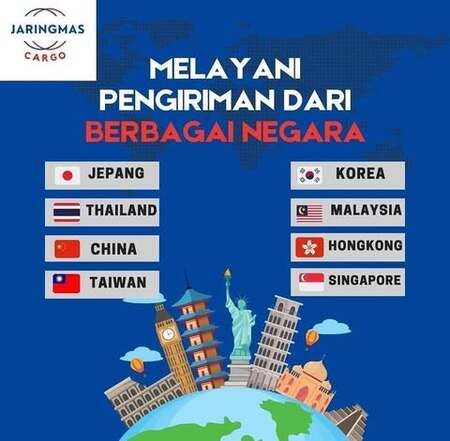 JARINGMAS
CARGO
MELAYANI
PENGIRIMAN DARI
BERBAGAI NEGARA
JEPANG
THAILAND
CHINA
TAIWAN
KOREA
MALAYSIA
HONGKONG
SINGAPORE